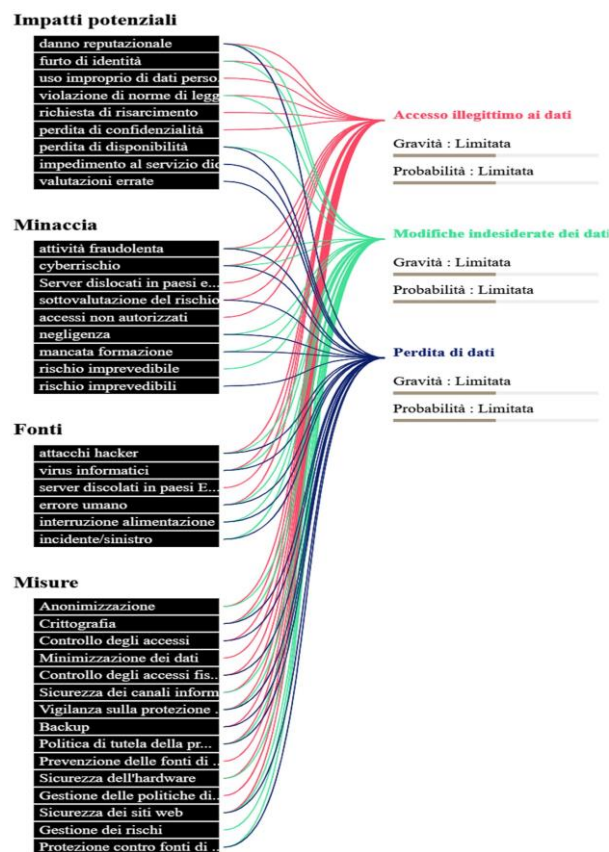 Impatti potenziali
danno reputazionale
furto di identità
uso improprio di dati perso...
violazione di norme di legg
richiesta di risarcimento
perdita di confidenzialità
perdita di disponibilità
impedimento al servizio dic
valutazioni errate
Minaccia
attività fraudolenta
cyberrischio
Server dislocati in paesi e...
sottovalutazione del rischio
accessi non autorizzati
negligenza
mancata formazione
rischio imprevedibile
rischio imprevedibili
Fonti
attacchi hacker
virus informatici
server discolati in paesi E...
errore umano
interruzione alimentazione
incidente/sinistro
Misure
Anonimizzazione
Crittografia
Controllo degli accessi
Minimizzazione dei dati
Controllo degli accessi fis...
Sicurezza dei canali inform
Vigilanza sulla protezione ...
Backup
Politica di tutela della pr...
Prevenzione delle fonti di ...
Sicurezza dell'hardware
Gestione delle politiche di...
Sicurezza dei siti web
Gestione dei rischi
Protezione contro fonti di ...
Accesso illegittimo ai dati
Gravità : Limitata
Probabilità : Limitata
Modifiche indesiderate dei dati
Gravità : Limitata
Probabilità : Limitata
Perdita di dati
Gravità : Limitata
Probabilità : Limitata